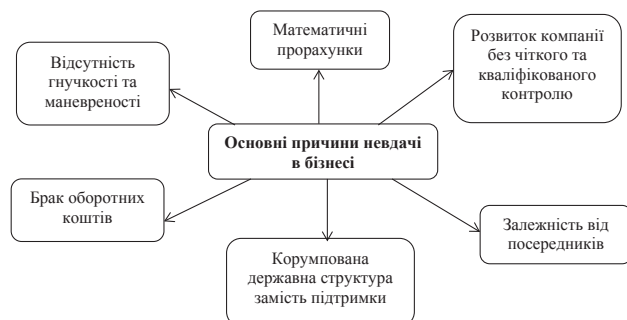 Математичні
прорахунки
Розвиток компанії
без чіткого та
кваліфікованого
контролю
Відсутність
гнучкості та
маневреності
Основні причини невдачі
в бізнесі
Брак оборотних
коштів
Залежність від
посередників
Корумпована
державна структура
замість підтримки